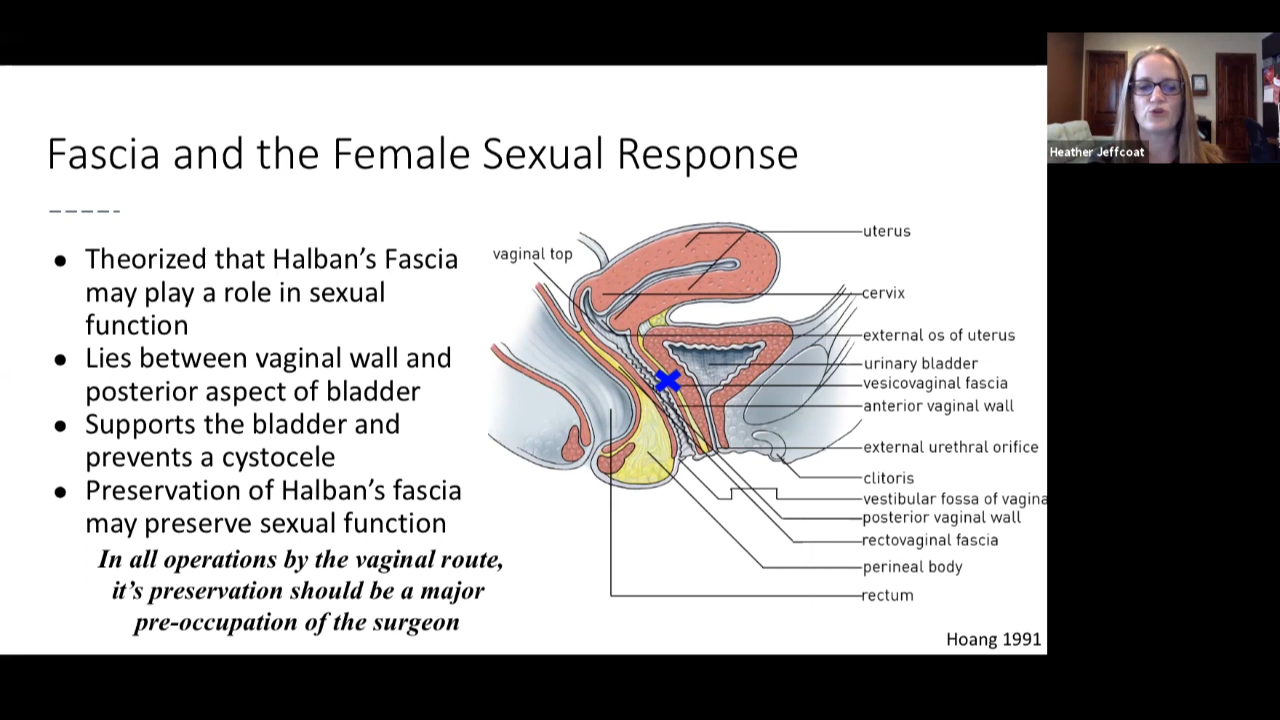 Fascia and the Female Sexual Response
Heather Jeffcoat
● Theorized that Halban's Fascia
may play a role in sexual
function
● Lies between vaginal wall and
posterior aspect of bladder
● Supports the bladder and
prevents a cystocele
● Preservation of Halban's fascia
may preserve sexual function
In all operations by the vaginal route,
it's preservation should be a major
pre-occupation of the surgeon
vaginal top
uterus
cervix
external os of uterus
urinary bladder
vesicovaginal fascia
anterior vaginal wall
external urethral orifice
clitoris
vestibular fossa of vagina
posterior vaginal wall
rectovaginal fascia
perineal body
rectum
Hoang 1991